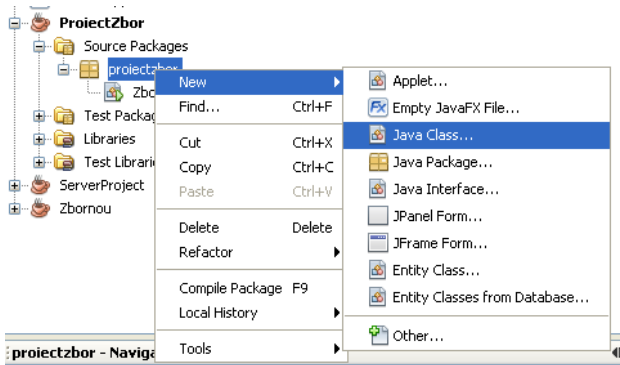 ProiectZbor
Source Packages
proiectzbor
Zbo
Test Packag
Libraries
Test Librari
ServerProject
Zbornou
New
Find... Ctrl+F
Cut Ctrl+X
Copy Ctrl+C
Paste Ctrl+V
Delete Delete
Refactor
Compile Package F9
Local History
Tools
Applet...
Empty JavaFX File...
Java Class...
Java Package...
Java Interface...
JPanel Form...
JFrame Form...
Entity Class...
Entity Classes from Database...
Other...
proiectzbor - Naviga